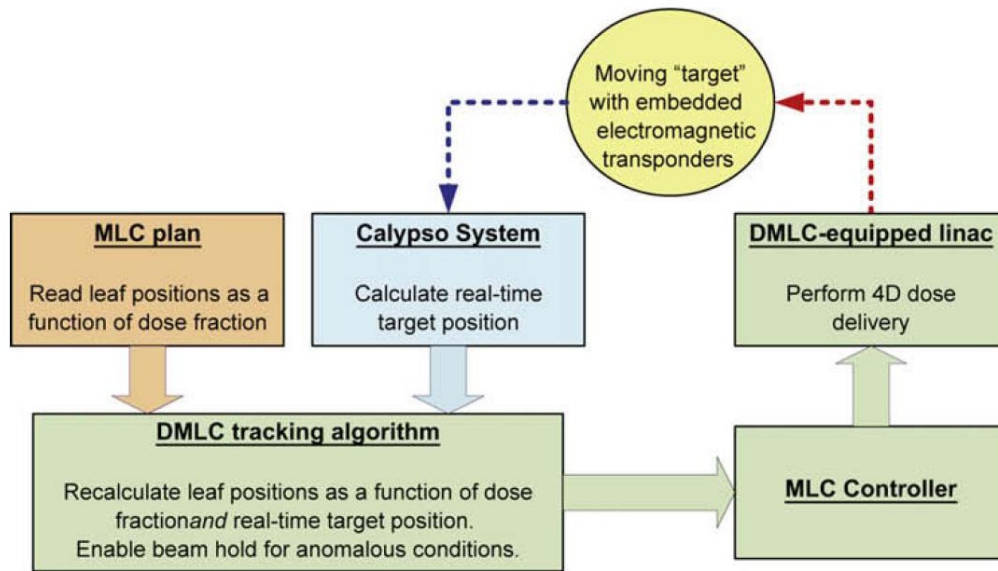 Moving “target”
with embedded
electromagnetic
transponders
MLC plan
Read leaf positions as a
function of dose fraction
Calypso System
Calculate real-time
target position
DMLC-equipped linac
Perform 4D dose
delivery
DMLC tracking algorithm
Recalculate leaf positions as a function of dose
fractionand real-time target position.
Enable beam hold for anomalous conditions.
MLC Controller